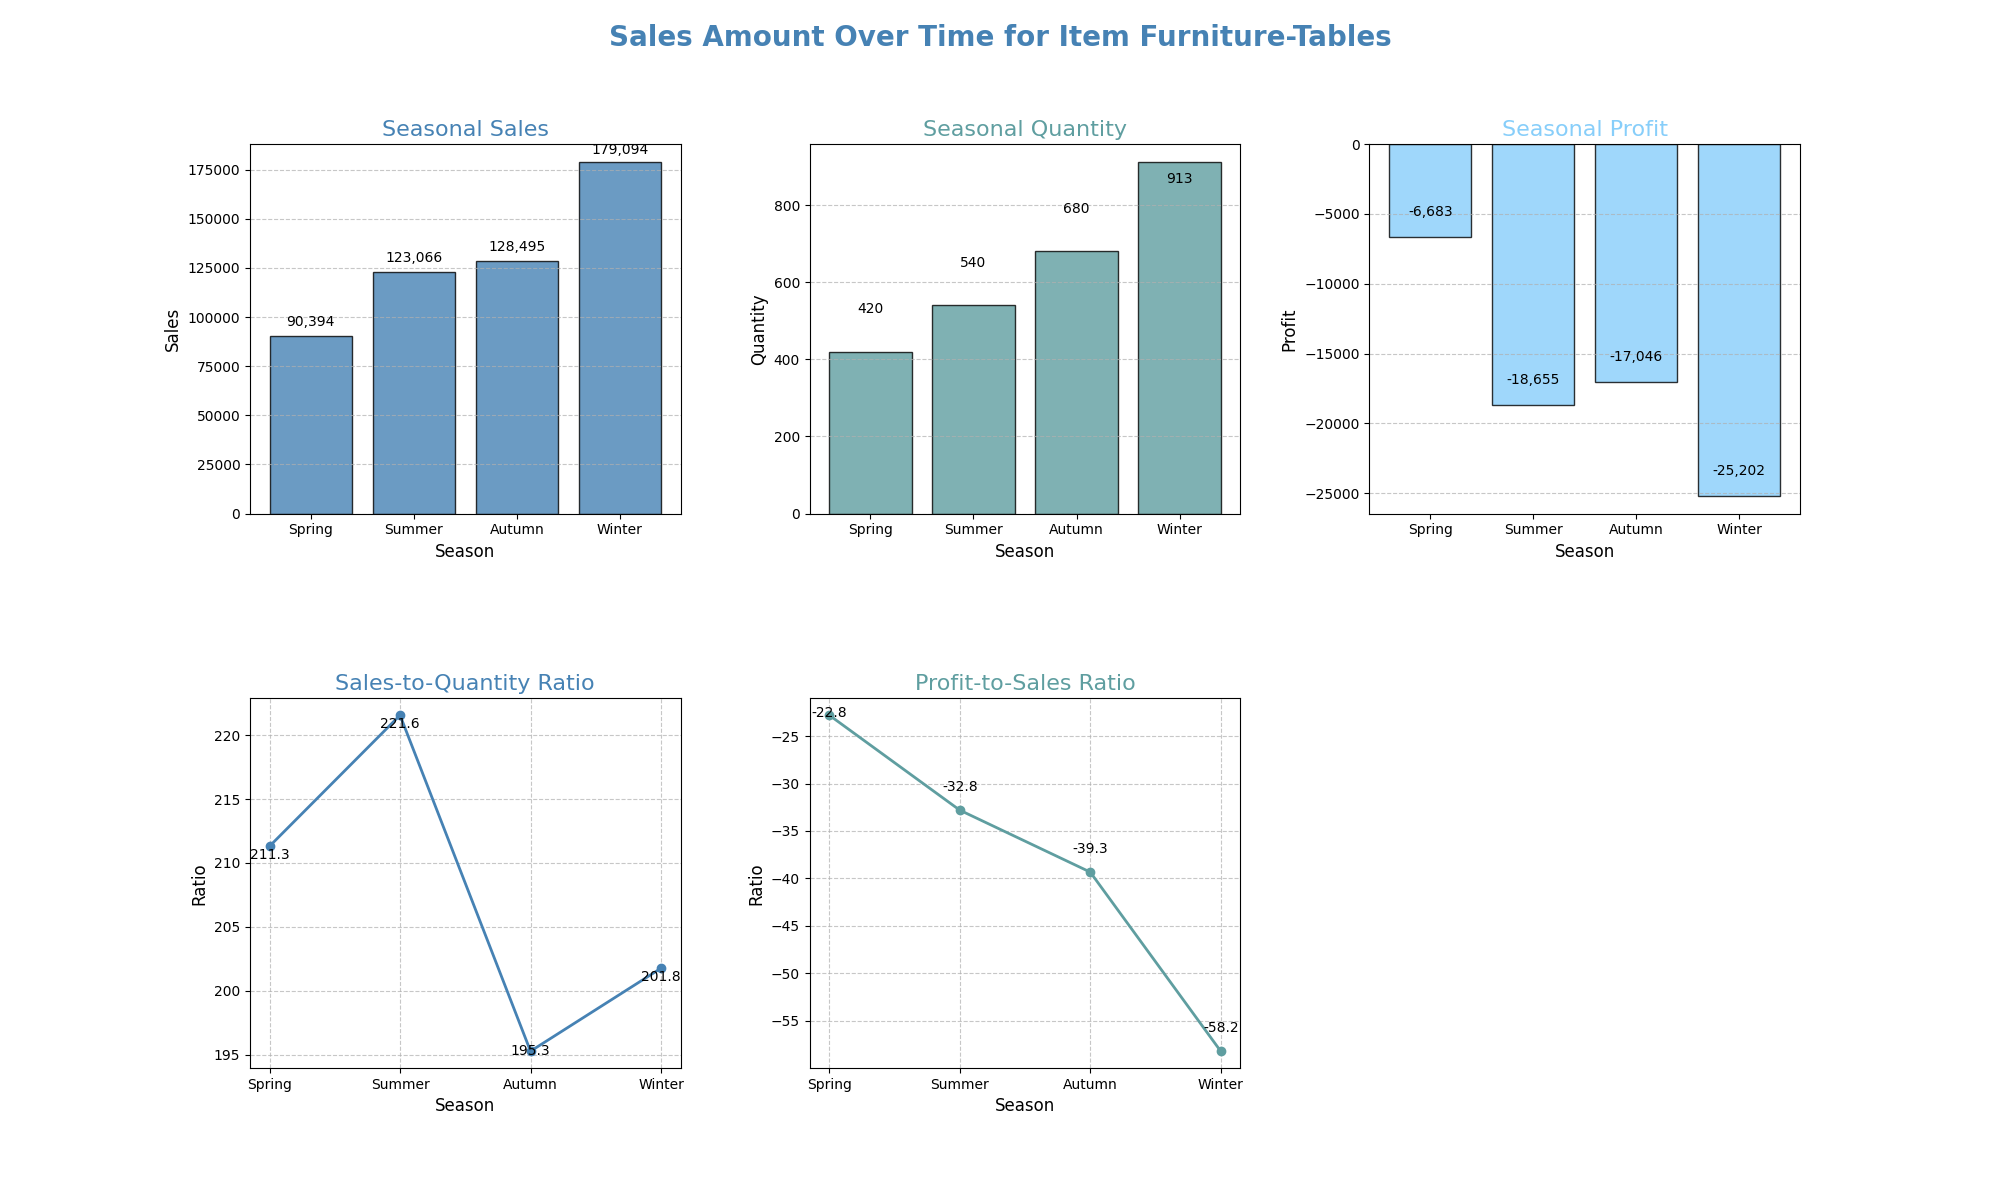 Sales Amount Over Time for Item Furniture-Tables
Seasonal Sales
179,094
175000
150000
128,495
123,066
125000
100000
90,394
75000
50000
25000
0
Spring Summer Autumn Winter
Season
Sales
Seasonal Quantity
913
800
680
600
540
420
400
200
0
Spring Summer Autumn Winter
Season
Quantity
Seasonal Profit
0
−5000
-6,683
−10000
−15000
-17,046
-18,655
−20000
-25,202
−25000
Spring Summer Autumn Winter
Season
Profit
Sales-to-Quantity Ratio
221.6
220
215
211.3
210
205
201.8
200
195.3
195
Spring Summer Autumn Winter
Season
Ratio
Profit-to-Sales Ratio
-22.8
−25
−30
-32.8
−35
-39.3
−40
−45
−50
−55
-58.2
Spring Summer Autumn Winter
Season
Ratio